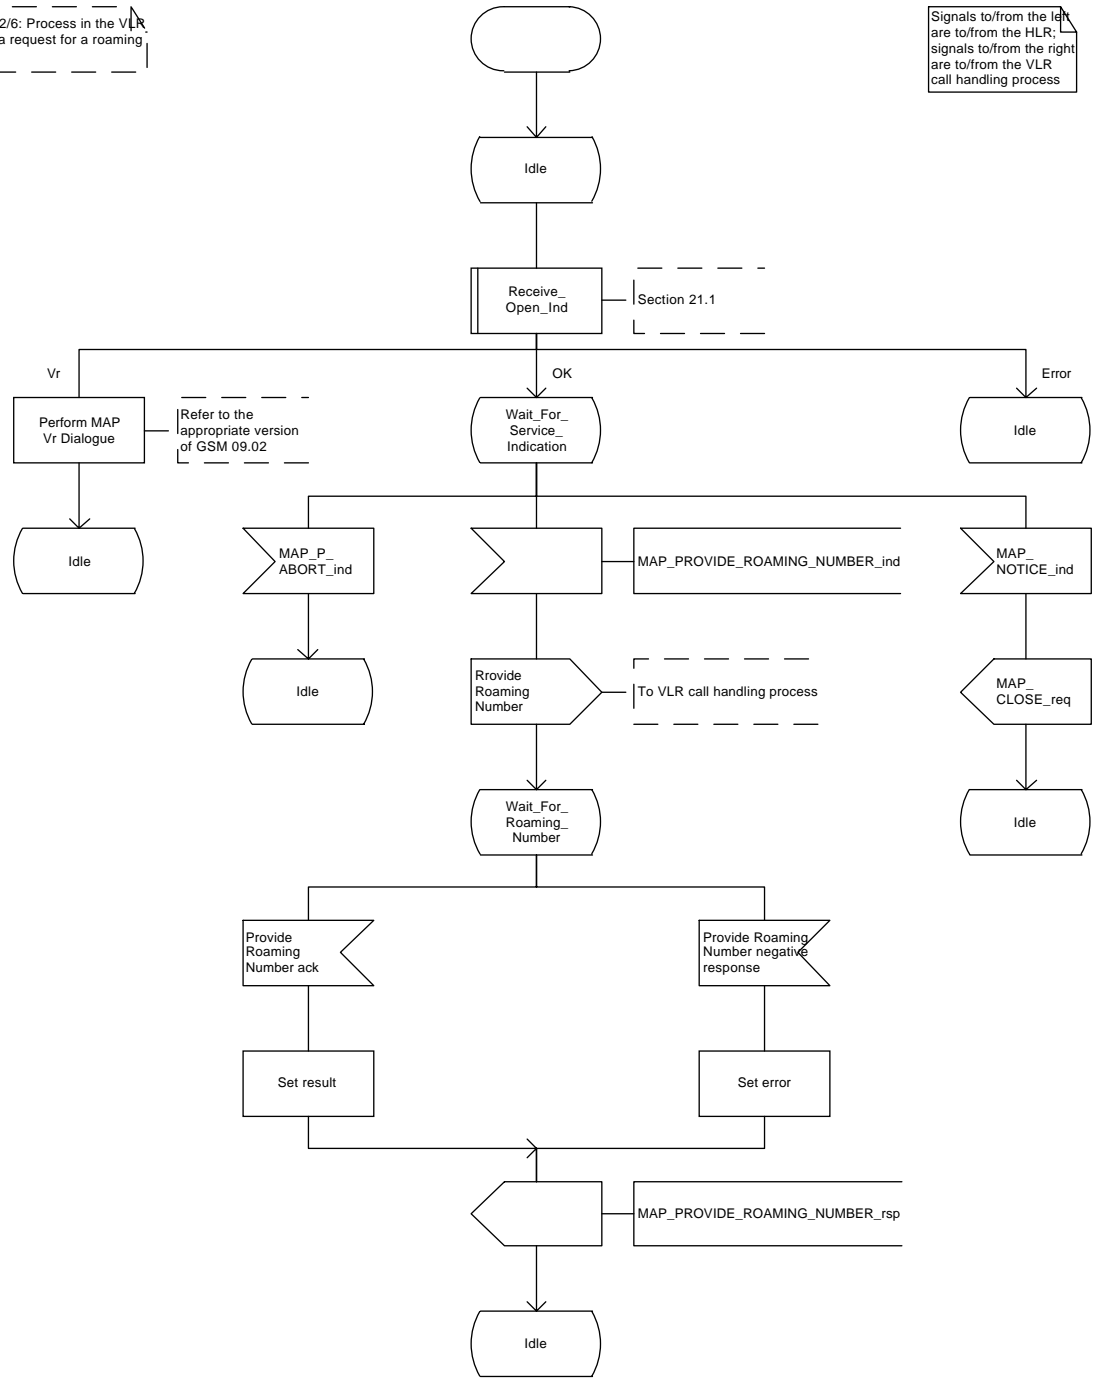 2/6: Process in the VLR
a request for a roaming
Signals to/from the left
are to/from the HLR;
signals to/from the right
are to/from the VLR
call handling process
Idle
Receive_
Open_Ind
Section 21.1
Vr
OK
Error
Perform MAP
Vr Dialogue
Refer to the
appropriate version
of GSM 09.02
Wait_For_
Service_
Indication
Idle
Idle
MAP_P_
ABORT_ind
MAP_PROVIDE_ROAMING_NUMBER_ind
MAP_
NOTICE_ind
Idle
Rrovide
Roaming
Number
To VLR call handling process
MAP_
CLOSE_req
Wait_For_
Roaming_
Number
Idle
Provide
Roaming
Number ack
Provide Roaming
Number negative
response
Set result
Set error
MAP_PROVIDE_ROAMING_NUMBER_rsp
Idle